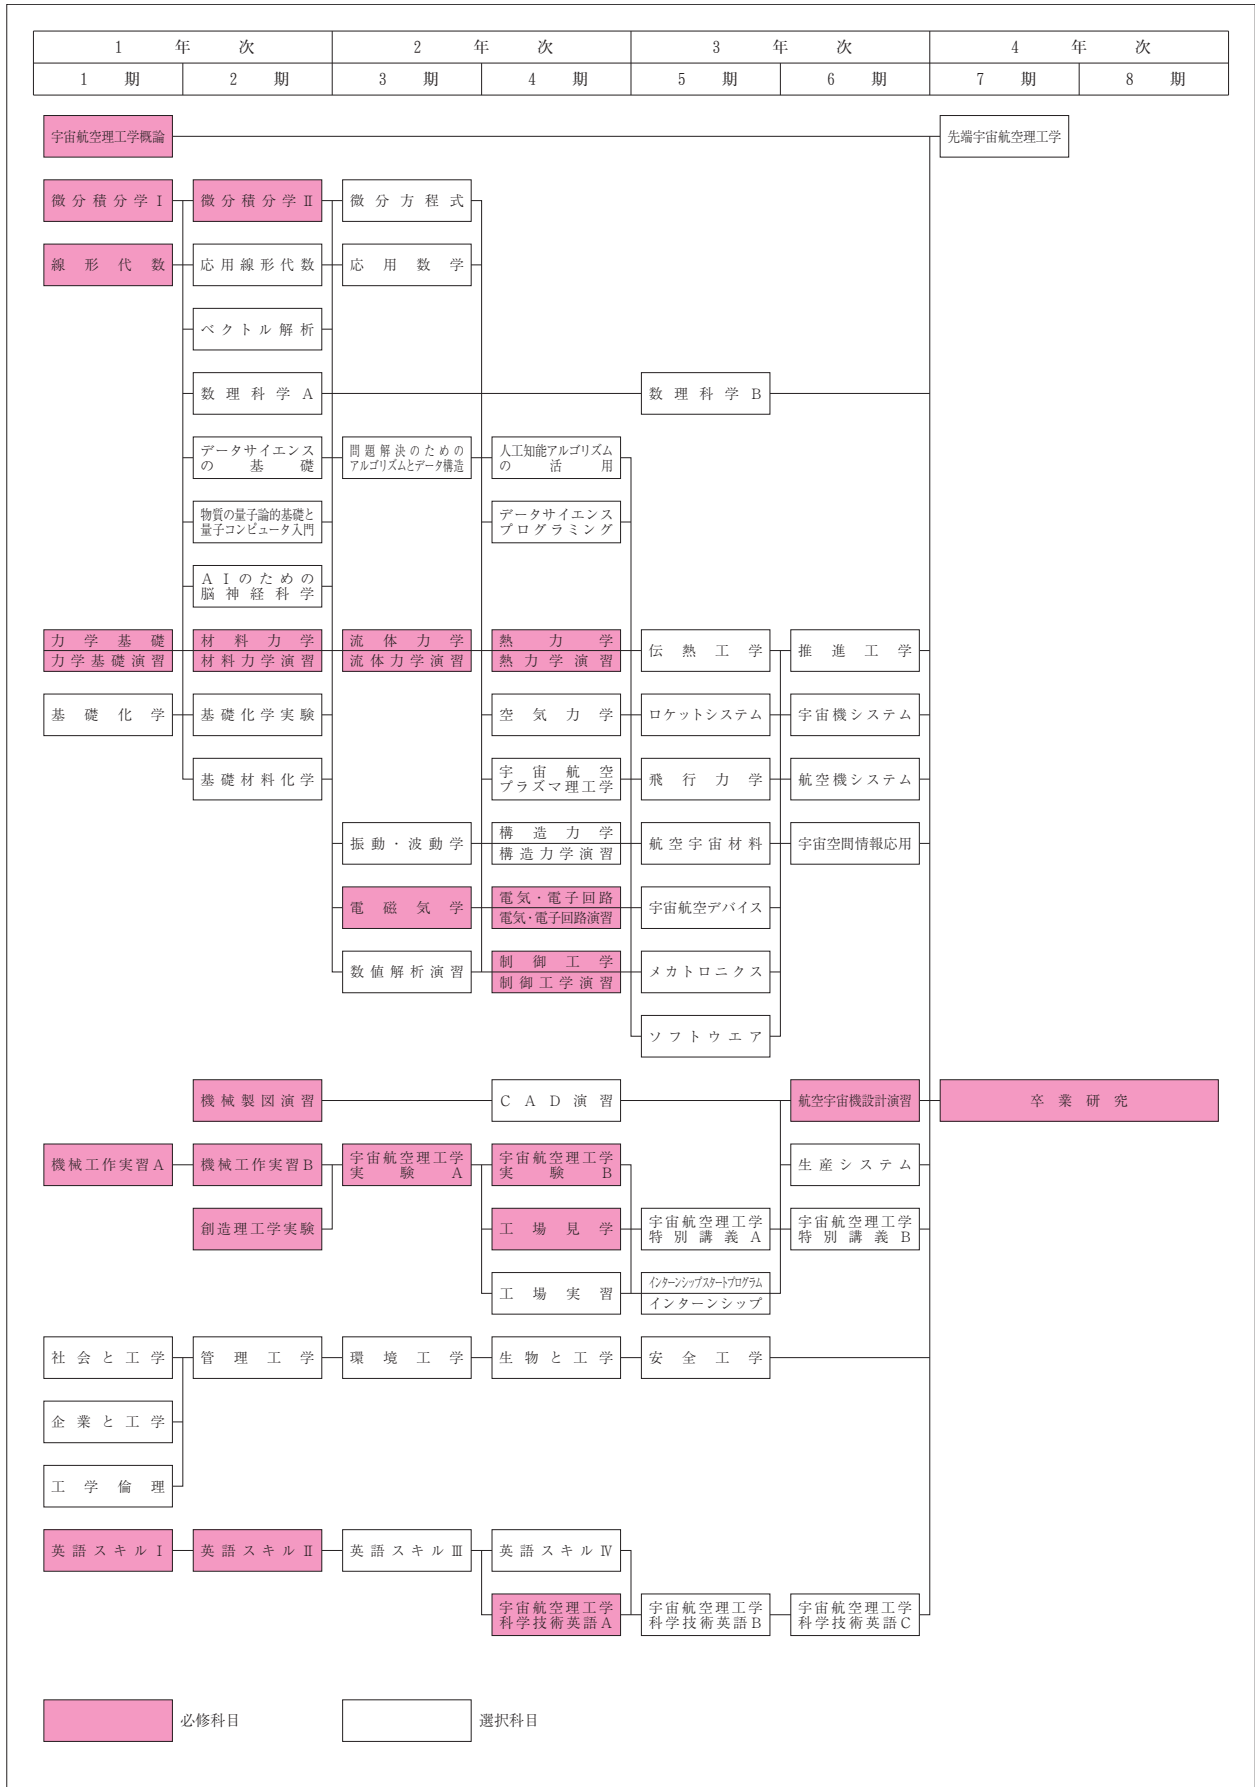 1年次 2年次 3年次 4年次
1期 2期 3期 4期 5期 6期 7期 8期
宇宙航空理工学概論 先端宇宙航空理工学
微分積分学Ⅰ 微分積分学Ⅱ 微分方程式
線形代数 応用線形代数 応用数学
ベクトル解析
数理科学A 数理科学B
データサイエンス
の基礎
問題解決のための
アルゴリズムとデータ構造
人工知能アルゴリズム
の活用
物質の量子論的基礎と
量子コンピュータ入門
データサイエンス
プログラミング
AIのための
脳神経科学
力学基礎
力学基礎演習
材料力学
材料力学演習
流体力学
流体力学演習
熱力学
熱力学演習
伝熱工学 推進工学
基礎化学 基礎化学実験 空気力学 ロケットシステム 宇宙機システム
基礎材料化学
宇宙航空
プラズマ理工学
飛行力学 航空機システム
振動・波動学
構造力学
構造力学演習
航空宇宙材料 宇宙空間情報応用
電磁気学
電気・電子回路
電気・電子回路演習
宇宙航空デバイス
数値解析演習
制御工学
制御工学演習
メカトロニクス
ソフトウエア
機械製図演習 CAD演習 航空宇宙機設計演習 卒業研究
機械工作実習A 機械工作実習B
宇宙航空理工学
実験A
宇宙航空理工学
実験B
生産システム
創造理工学実験 工場見学
宇宙航空理工学
特別講義A
宇宙航空理工学
特別講義B
工場実習
インターンシップスタートプログラム
インターンシップ
社会と工学 管理工学 環境工学 生物と工学 安全工学
企業と工学
工学倫理
英語スキルⅠ 英語スキルⅡ 英語スキルⅢ 英語スキルⅣ
宇宙航空理工学
科学技術英語A
宇宙航空理工学
科学技術英語B
宇宙航空理工学
科学技術英語C
必修科目 選択科目